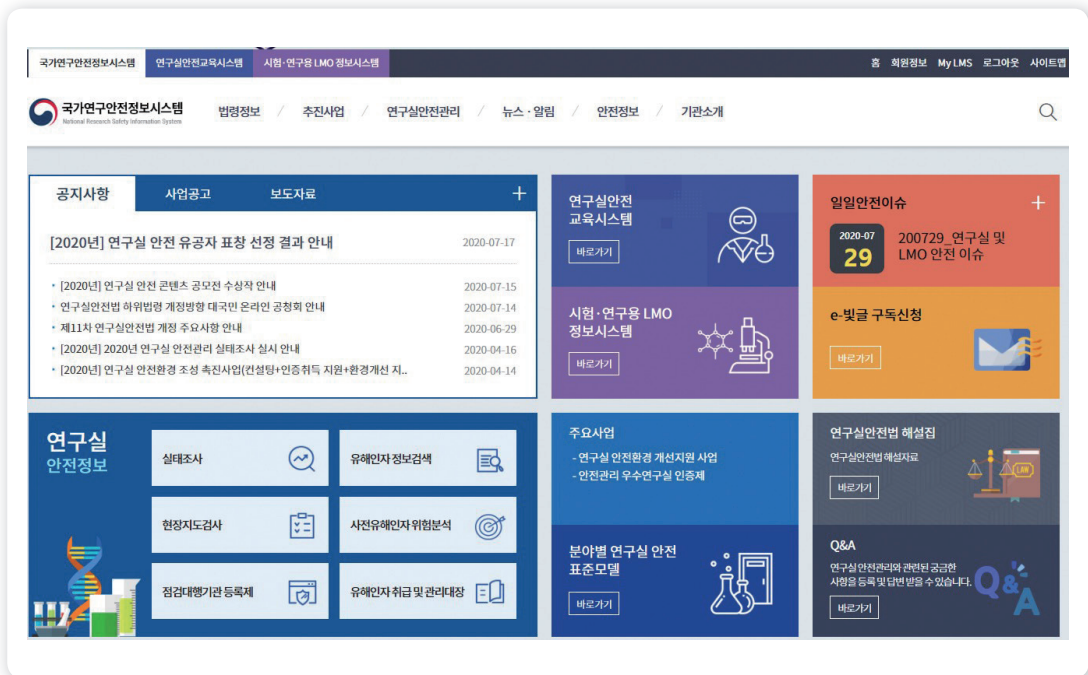 국가연구안전정보시스템 연구실안전교육시스템 시험·연구용 LMO 정보시스템 홈 회원정보 My LMS 로그아웃 사이트맵
국가연구안전정보시스템 법령정보 / 추진사업 / 연구실안전관리 / 뉴스·알림 / 안전정보 / 기관소개
National Research Safety Information System
공지사항 사업공고 보도자료 +
[2020년] 연구실 안전 유공자 표창 선정 결과 안내 2020-07-17
• [2020년] 연구실 안전 콘텐츠 공모전 수상작 안내 2020-07-15
• 연구실안전법 하위법령 개정방향 대국민 온라인 공청회 안내 2020-07-14
• 제11차 연구실안전법 개정 주요사항 안내 2020-06-29
• [2020년] 2020년 연구실 안전관리 실태조사 실시 안내 2020-04-16
• [2020년] 연구실 안전환경 조성 촉진사업(컨설팅+인증취득 지원+환경개선 지.. 2020-04-14
연구실안전
교육시스템
바로가기
시험·연구용 LMO
정보시스템
바로가기
일일안전이슈 +
2020-07
29
200729_연구실 및
LMO 안전 이슈
e-빛글 구독신청
바로가기
연구실
안전정보
실태조사
유해인자 정보검색
현장지도검사
사전유해인자위험분석
점검대행기관 등록제
유해인자 취급 및 관리대장
주요사업
- 연구실 안전환경 개선지원 사업
- 안전관리 우수연구실 인증제
분야별 연구실 안전
표준모델
바로가기
연구실안전법 해설집
연구실안전법 해설자료
바로가기
LAW
Q&A
연구실 안전관리와 관련된 궁금한
사항을 등록 및 답변 받을 수 있습니다.
바로가기
Q&A